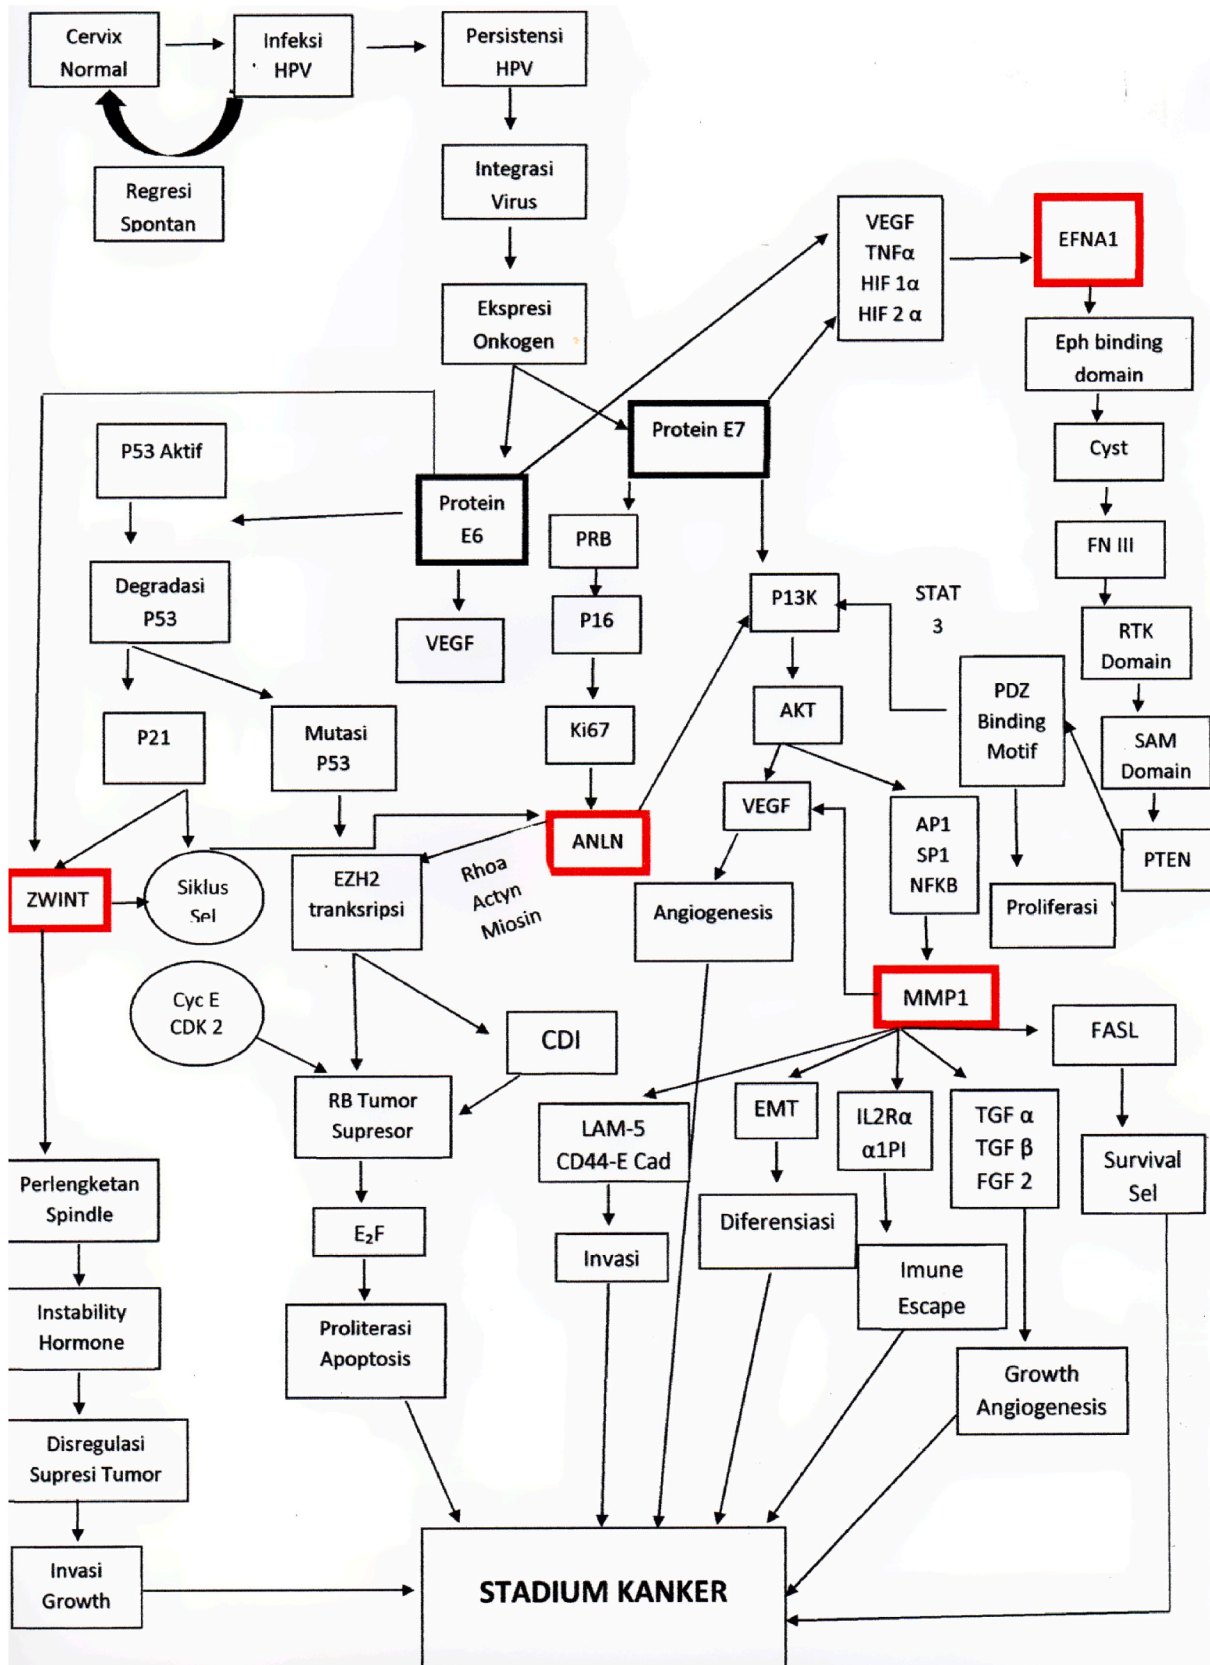 Cervix
Normal
Infeksi
HPV
Persistensi
HPV
Regresi
Spontan
Integrasi
Virus
VEGF
TNFα
HIF 1α
HIF 2 α
EFNA1
Ekspresi
Onkogen
Eph binding
domain
P53 Aktif
Protein E7
Cyst
Protein
E6
PRB
FN III
Degradasi
P53
VEGF
P16
P13K
STAT
3
RTK
Domain
P21
Mutasi
P53
Ki67
AKT
PDZ
Binding
Motif
SAM
Domain
ZWINT
Siklus
Sel
EZH2
tranksripsi
ANLN
Rhoa
Actyn
Miosin
VEGF
AP1
SP1
NFKB
PTEN
Angiogenesis
Proliferasi
Cyc E
CDK 2
MMP1
CDI
FASL
RB Tumor
Supresor
LAM-5
CD44-E Cad
EMT
IL2Rα
α1PI
TGF α
TGF β
FGF 2
Survival
Sel
Perlengketan
Spindle
E₂F
Invasi
Diferensiasi
Imune
Escape
Instability
Hormone
Proliterasi
Apoptosis
Growth
Angiogenesis
Disregulasi
Supresi Tumor
Invasi
Growth
STADIUM KANKER